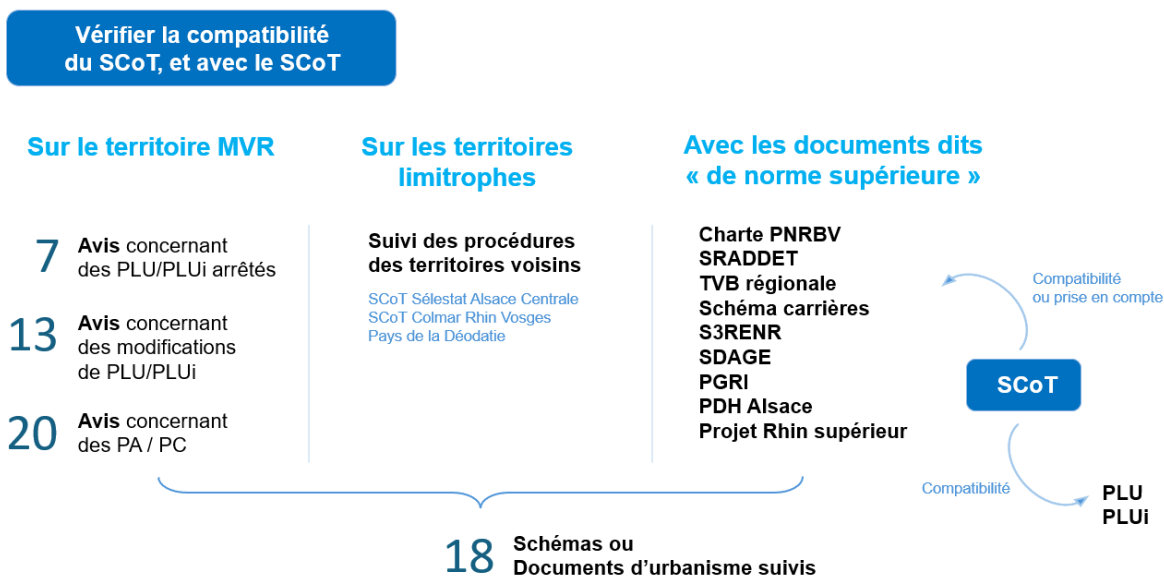 Vérifier la compatibilité
du SCoT, et avec le SCoT
Sur le territoire MVR
7
Avis concernant
des PLU/PLUi arrêtés
13
Avis concernant
des modifications
de PLU/PLUi
20
Avis concernant
des PA / PC
Sur les territoires
limitrophes
Suivi des procédures
des territoires voisins
SCoT Sélestat Alsace Centrale
SCoT Colmar Rhin Vosges
Pays de la Déodatie
Avec les documents dits
« de norme supérieure »
Charte PNRBV
SRADDET
TVB régionale
Schéma carrières
S3RENR
SDAGE
PGRI
PDH Alsace
Projet Rhin supérieur
Compatibilité
ou prise en compte
SCoT
Compatibilité
PLU
PLUi
18
Schémas ou
Documents d'urbanisme suivis